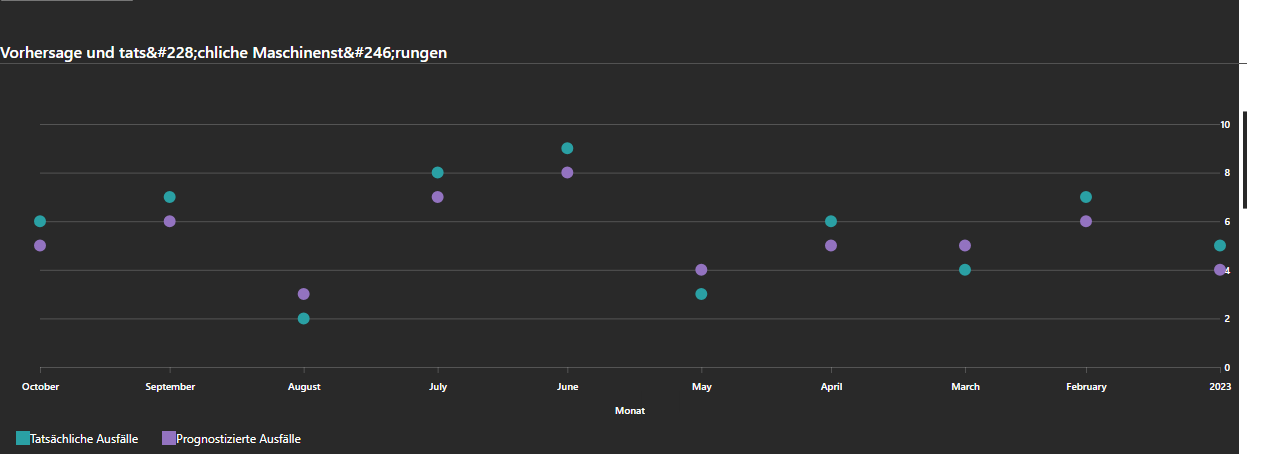 Vorhersage und tats&#228;chliche Maschinenst&#246;rungen
10
8
6
4
2
0
October September August July June May April March February 2023
Monat
Tatsächliche Ausfälle Prognostizierte Ausfälle